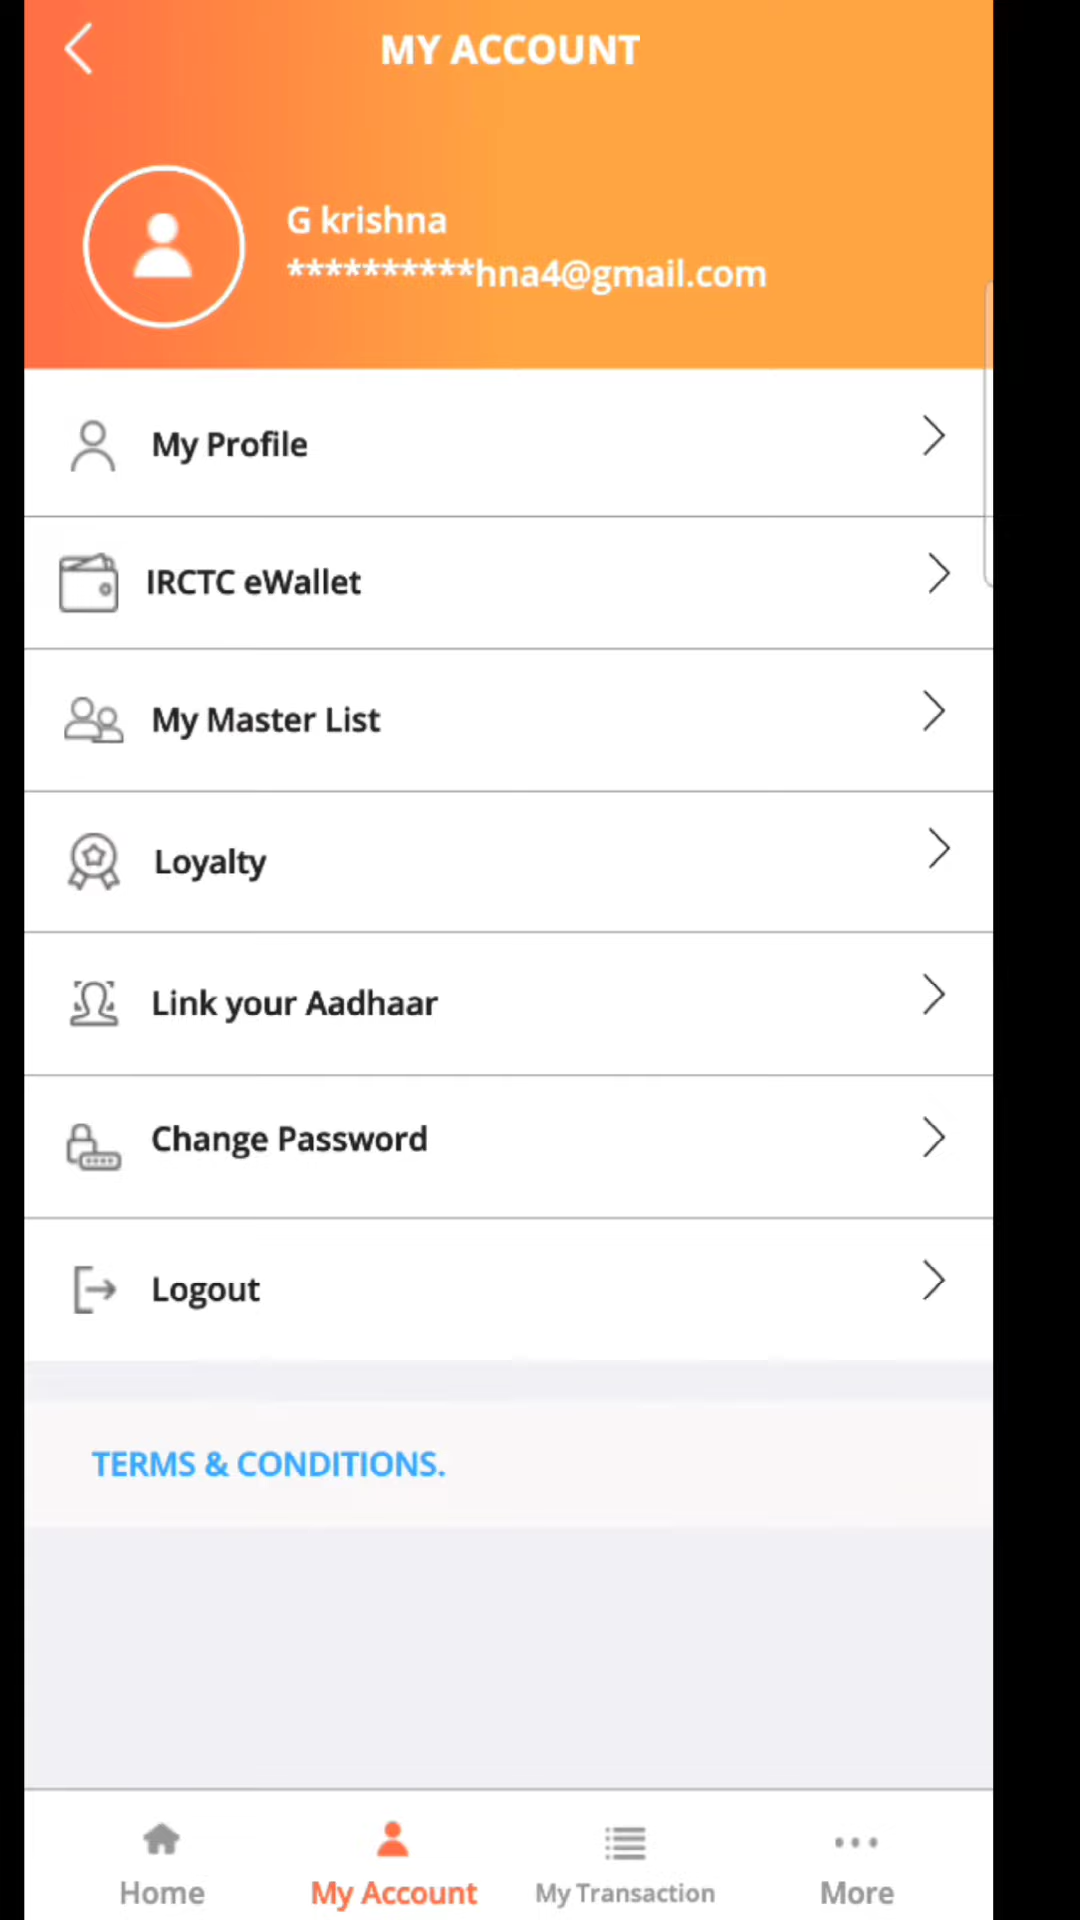 MY ACCOUNT
G krishna
**********hna4@gmail.com
My Profile
IRCTC eWallet
My Master List
Loyalty
Link your Aadhaar
Change Password
Logout
TERMS & CONDITIONS.
Home
My Account
My Transaction
More